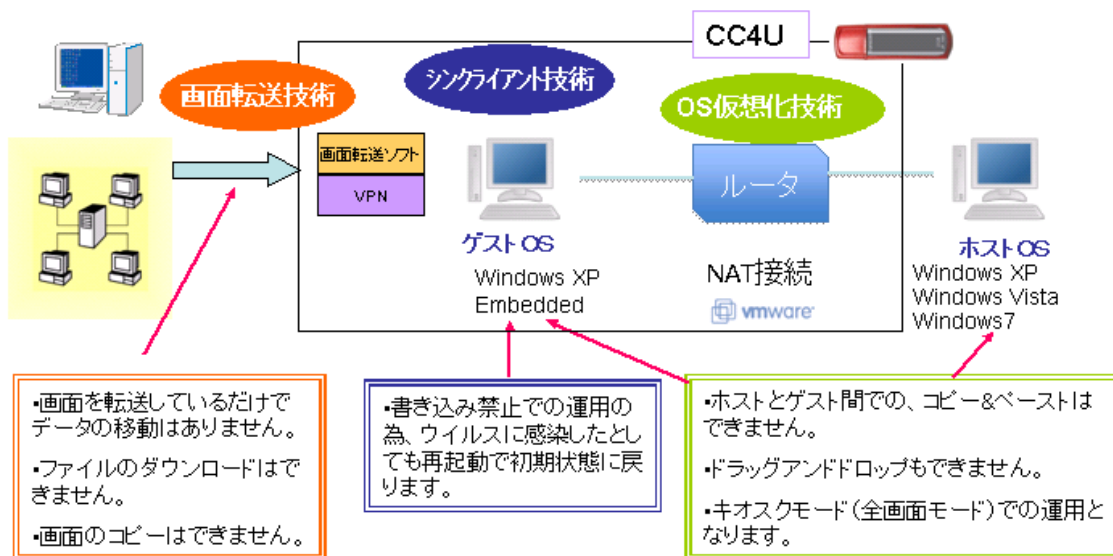 CC4U
画面転送技術
シンクライアント技術
OS仮想化技術
画面転送ソフト
VPN
ルータ
ゲストOS
Windows XP
Embedded
NAT接続
vmware
ホストOS
Windows XP
Windows Vista
Windows7
・画面を転送しているだけで
データの移動はありません。
・ファイルのダウンロードはで
きません。
・画面のコピーはできません。
・書き込み禁止での運用の
為、ウイルスに感染したとし
ても再起動で初期状態に戻
ります。
・ホストとゲスト間での、コピー&ペーストは
できません。
・ドラッグアンドドロップもできません。
・キオスクモード(全画面モード)での運用と
なります。